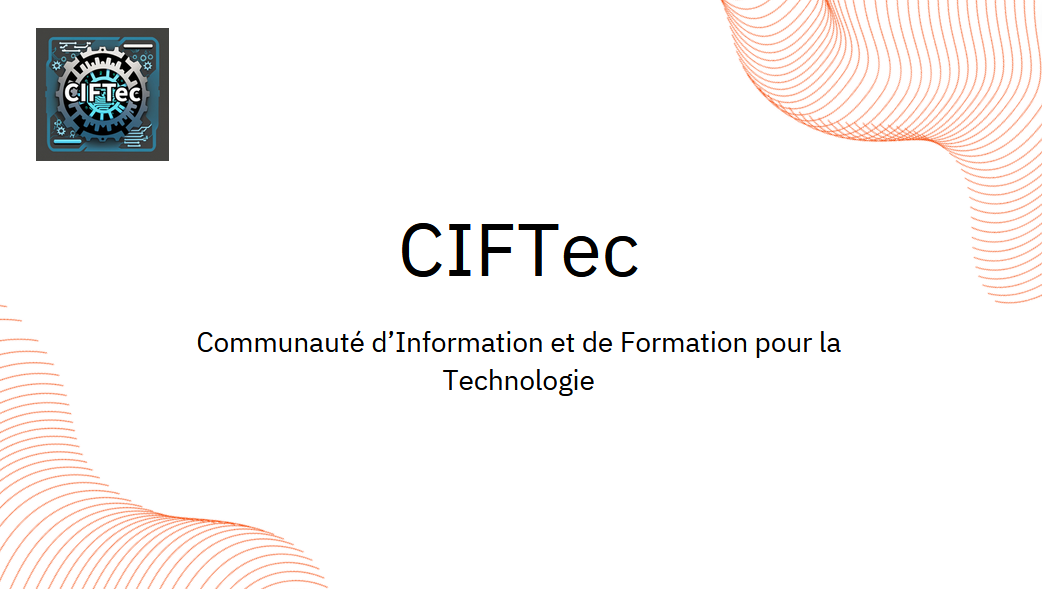 CIFTec
CIFTec
Communauté d’Information et de Formation pour la
Technologie